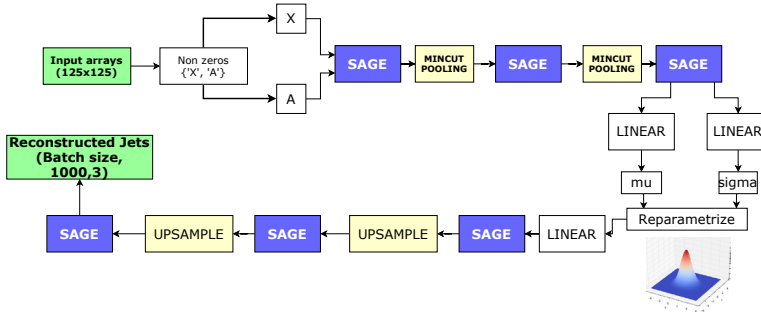 Input arrays
(125x125)
Non zeros
{'X', 'A'}
X
A
SAGE
MINCUT
POOLING
SAGE
MINCUT
POOLING
SAGE
LINEAR
LINEAR
mu
sigma
Reparametrize
LINEAR
SAGE
UPSAMPLE
SAGE
UPSAMPLE
SAGE
Reconstructed Jets
(Batch size,
1000,3)